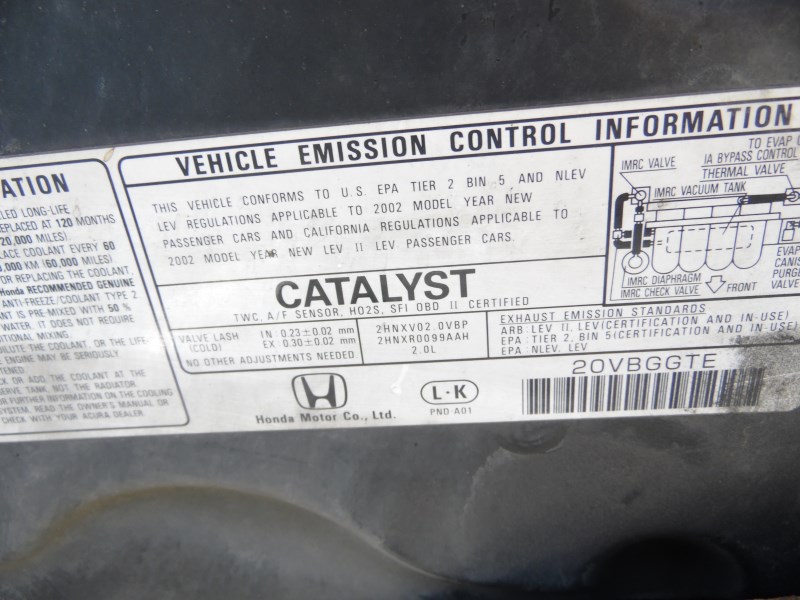 ATION
LED LONG-LIFE
EPLACED AT 120 MONTHS
20,000 MILES)
LACE COOLANT EVERY 60
,000 KM (60,000 MILES)
FOR REPLACING THE COOLANT.
Honda RECOMMENDED GENUINE
ANTI-FREEZE/COOLANT TYPE 2
NT IS PRE-MIXED WITH 50 %
WATER. IT DOES NOT REQUIRE
DITIONAL MIXING.
DILUTE THE COOLANT, OR THE LIFE
ENGINE MAY BE SERIOUSLY
HTENED.
CK OR ADD THE COOLANT AT THE
RVE TANK, NOT THE RADIATOR.
FURTHER INFORMATION ON THE COOLING
SYSTEM, READ THE OWNER'S MANUAL OR
CHECK WITH YOUR ACURA DEALER.
VEHICLE EMISSION CONTROL INFORMATION
THIS VEHICLE CONFORMS TO U.S. EPA TIER 2 BIN 5 AND NLEV
LEV REGULATIONS APPLICABLE TO 2002 MODEL YEAR NEW
PASSENGER CARS AND CALIFORNIA REGULATIONS APPLICABLE TO
2002 MODEL YEAR NEW LEV II LEV PASSENGER CARS.
CATALYST
TWC, A/F SENSOR, HO2S, SFI OBD II CERTIFIED
VALVE LASH IN 0.23±0.02 mm
(COLD) EX 0.30±0.02 mm
NO OTHER ADJUSTMENTS NEEDED.
2HNXV02.0VBP
2HNXR0099AAH
2.0L
EXHAUST EMISSION STANDARDS
ARB: LEV II, LEV(CERTIFICATION AND IN-USE)
EPA: TIER 2, BIN 5(CERTIFICATION AND IN-USE)
EPA: NLEV, LEV
TO EVAP
IA BYPASS CONTROL
THERMAL VALVE
IMRC VALVE
IMRC VACUUM TANK
IMRC DIAPHRAGM
IMRC CHECK VALVE
FRONT
EVAP
CANIS
PURGE
VALVE
Honda Motor Co., Ltd.
L·K
PND-A01
20VBGGTE